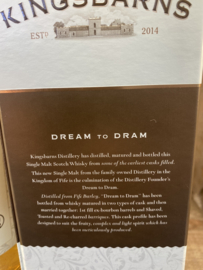 KINGSBARNS
ESTD 2014
DREAM TO DRAM
Kingsbarns Distillery has distilled, matured and bottled this
Single Malt Scotch Whisky from some of the earliest casks filled.
This new Single Malt from the family owned Distillery in the
Kingdom of Fife is the culmination of the Distillery Founder's
Dream to Dram.
Distilled from Fife Barley, "Dream to Dram" has been
bottled from whisky matured in two types of cask and then
married together: 1st fill ex bourbon barrels and Shaved,
Toasted and Re-charred barriques. This cask profile has been
designed to suit the fruity, complex and light spirit which has
been meticulously produced.